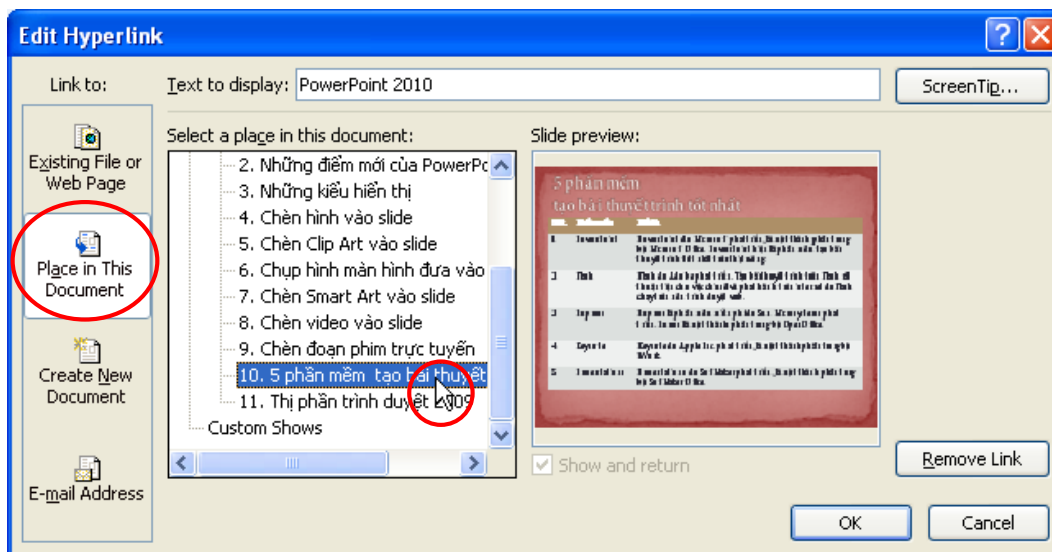 Edit Hyperlink
Link to:
Text to display: PowerPoint 2010
ScreenTip...
Existing File or
Web Page
Place in This
Document
Create New
Document
E-mail Address
Select a place in this document:
2. Những điểm mới của PowerPo
3. Những kiểu hiển thị
4. Chèn hình vào slide
5. Chèn Clip Art vào slide
6. Chụp hình màn hình đưa vào
7. Chèn Smart Art vào slide
8. Chèn video vào slide
9. Chèn đoạn phim trực tuyến
10. 5 phần mềm tạo bài thuyết
11. Thị phần trình duyệt 2009
Custom Shows
Slide preview:
5 phần mềm
tạo bài thuyết trình tốt nhất
Show and return
Remove Link
OK
Cancel